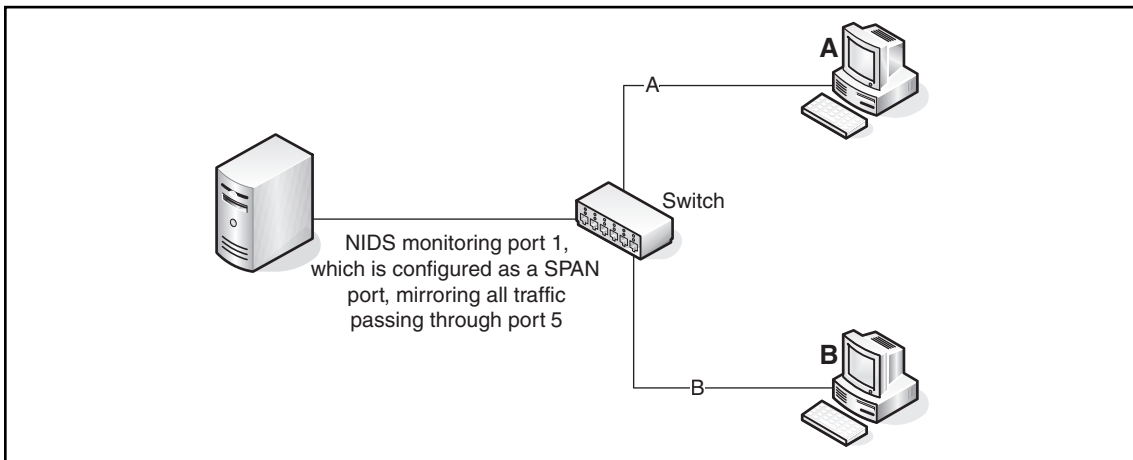 A
A
Switch
NIDS monitoring port 1,
which is configured as a SPAN
port, mirroring all traffic
passing through port 5
B
B